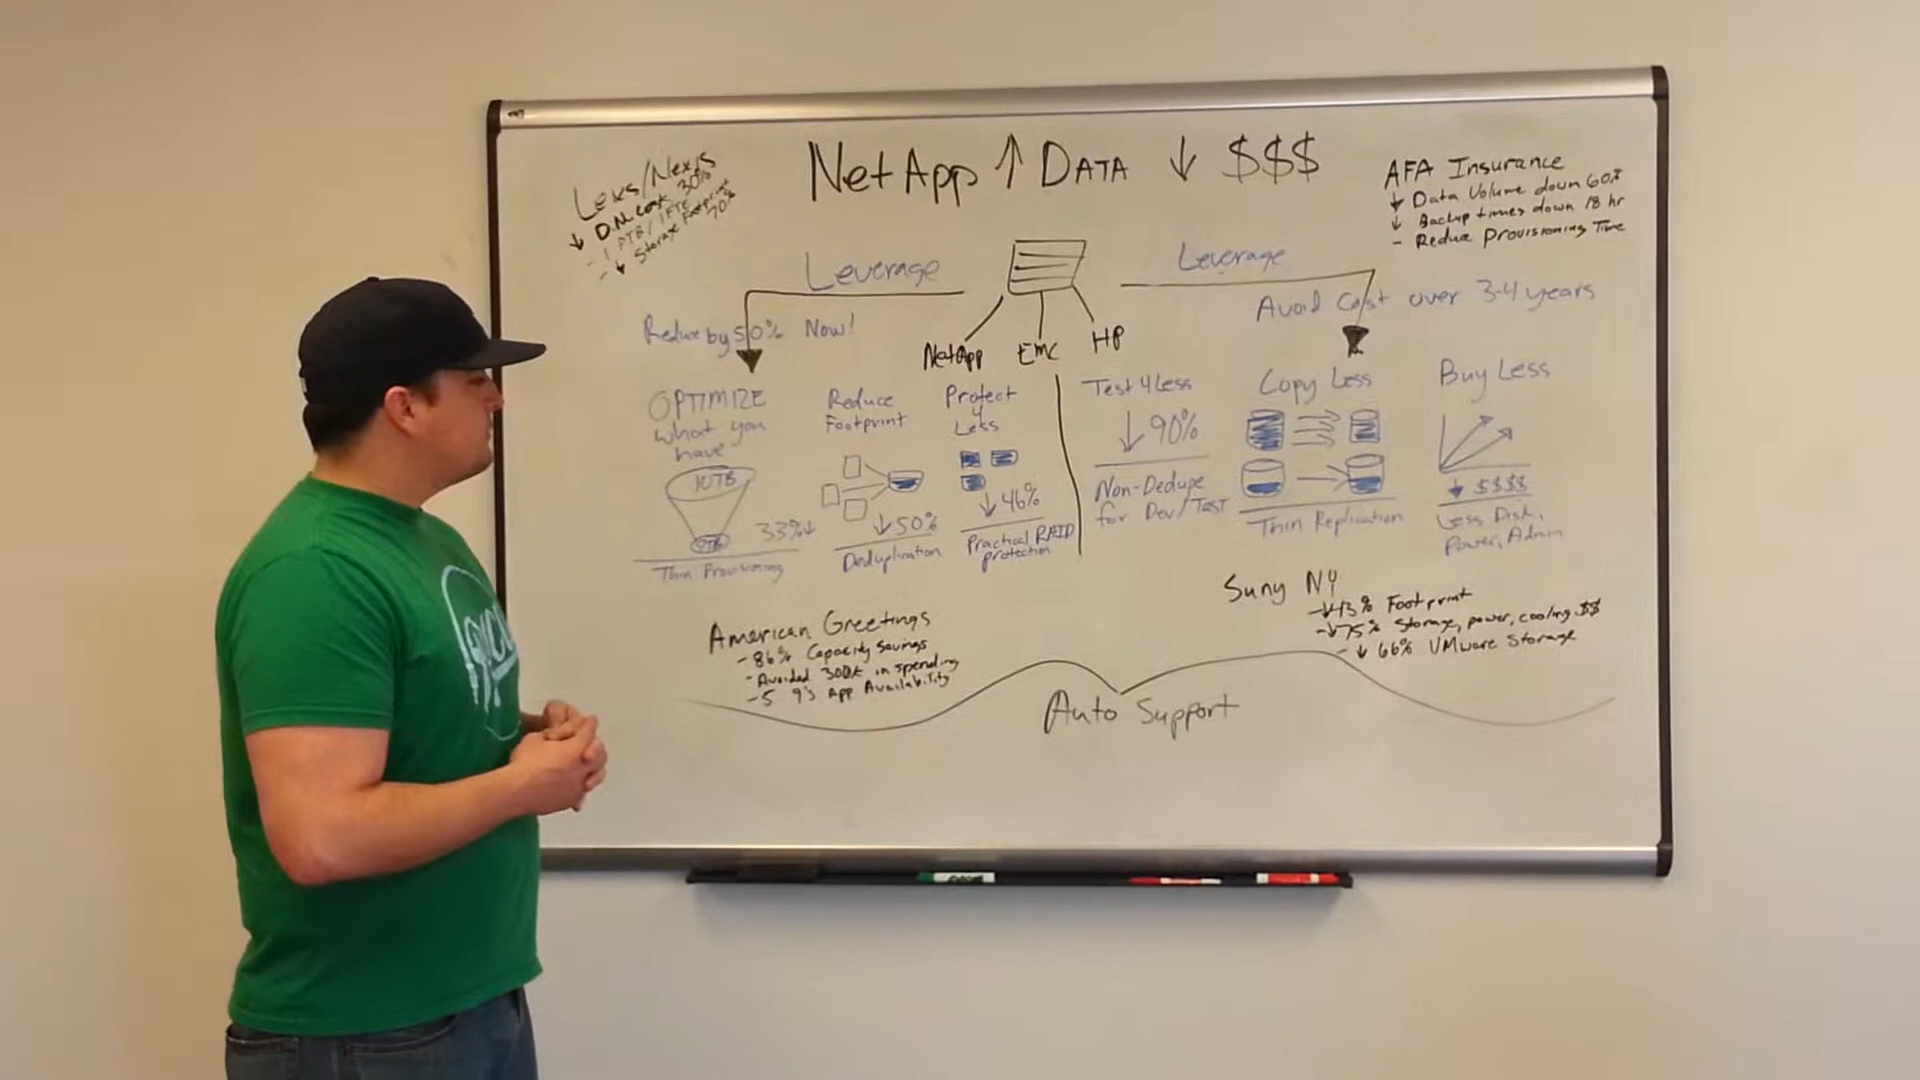 NetApp ↑ DATA ↓ $$$
Lexis/Nexis
↓ D.M. cost 30%
- 1 PTB/1FTE
- ↓ Storage Footprint 70%
AFA Insurance
↓ Data Volume down 60%
↓ Backup times down 18 hr
- Reduce Provisioning Time
Leverage
Leverage
Reduce by 50% Now!
Avoid Cost over 3-4 years
NetApp EMC HP
OPTIMIZE
what you
have
10TB
33%↓
Thin Provisioning
Reduce
Footprint
↓50%
Deduplication
Protect
4
Less
↓46%
Practical RAID
protection
Test 4 Less
↓90%
Non-Dedupe
for Dev/Test
Copy Less
Thin Replication
Buy Less
↓ $$$$
Less Disk,
Power, Admin
American Greetings
- 86% Capacity Savings
- Avoided 300K in spending
- 5 9's App Availability
Suny NY
-↓43% Footprint
-↓75% Storage, power, cooling $$
-↓ 66% VMware Storage
Auto Support